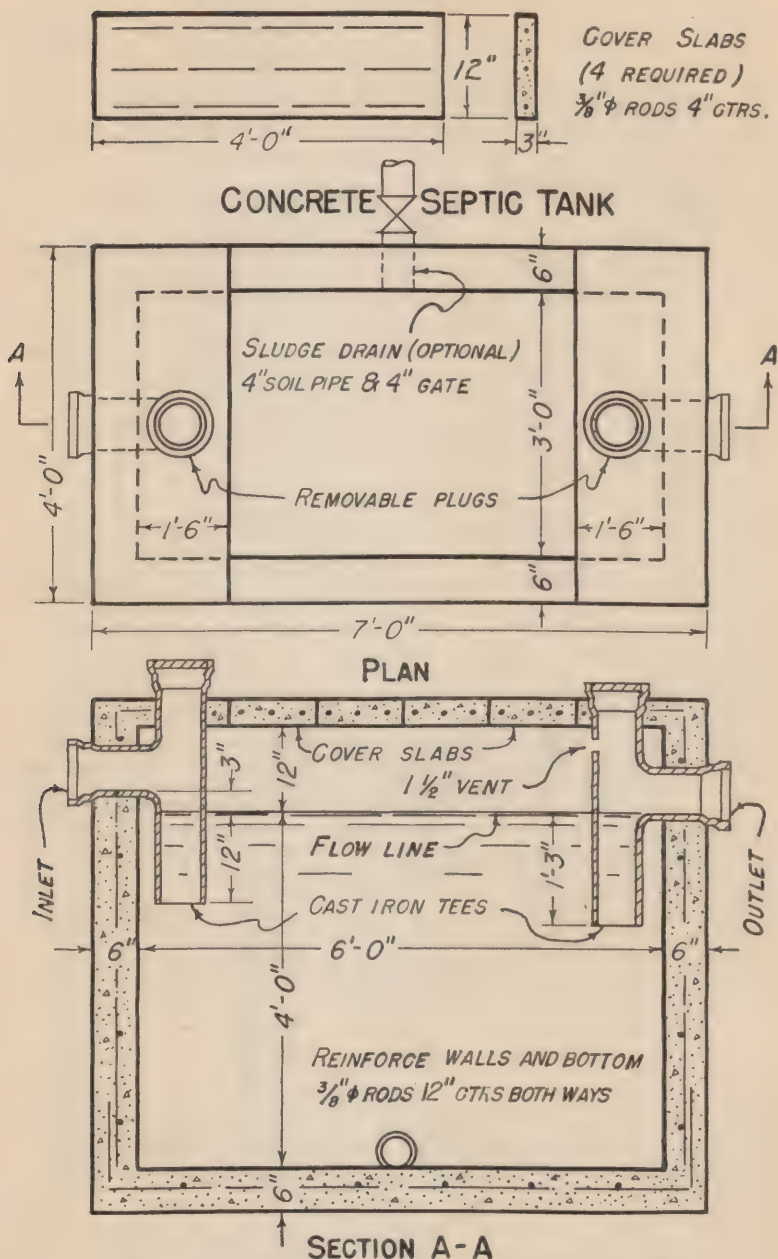 COVER SLABS
(4 REQUIRED)
3/8"φ RODS 4" CTRS.
12"
4'-0"
3"
CONCRETE SEPTIC TANK
6"
SLUDGE DRAIN (OPTIONAL)
4" SOIL PIPE & 4" GATE
A
A
3'-0"
4'-0"
REMOVABLE PLUGS
1'-6"
1'-6"
6"
7'-0"
PLAN
COVER SLABS
3"
12"
1 1/2" VENT
FLOW LINE
12"
1'-3"
INLET
OUTLET
CAST IRON TEES
6"
6'-0"
6"
4'-0"
REINFORCE WALLS AND BOTTOM
3/8"φ RODS 12" CTRS BOTH WAYS
6"
SECTION A-A